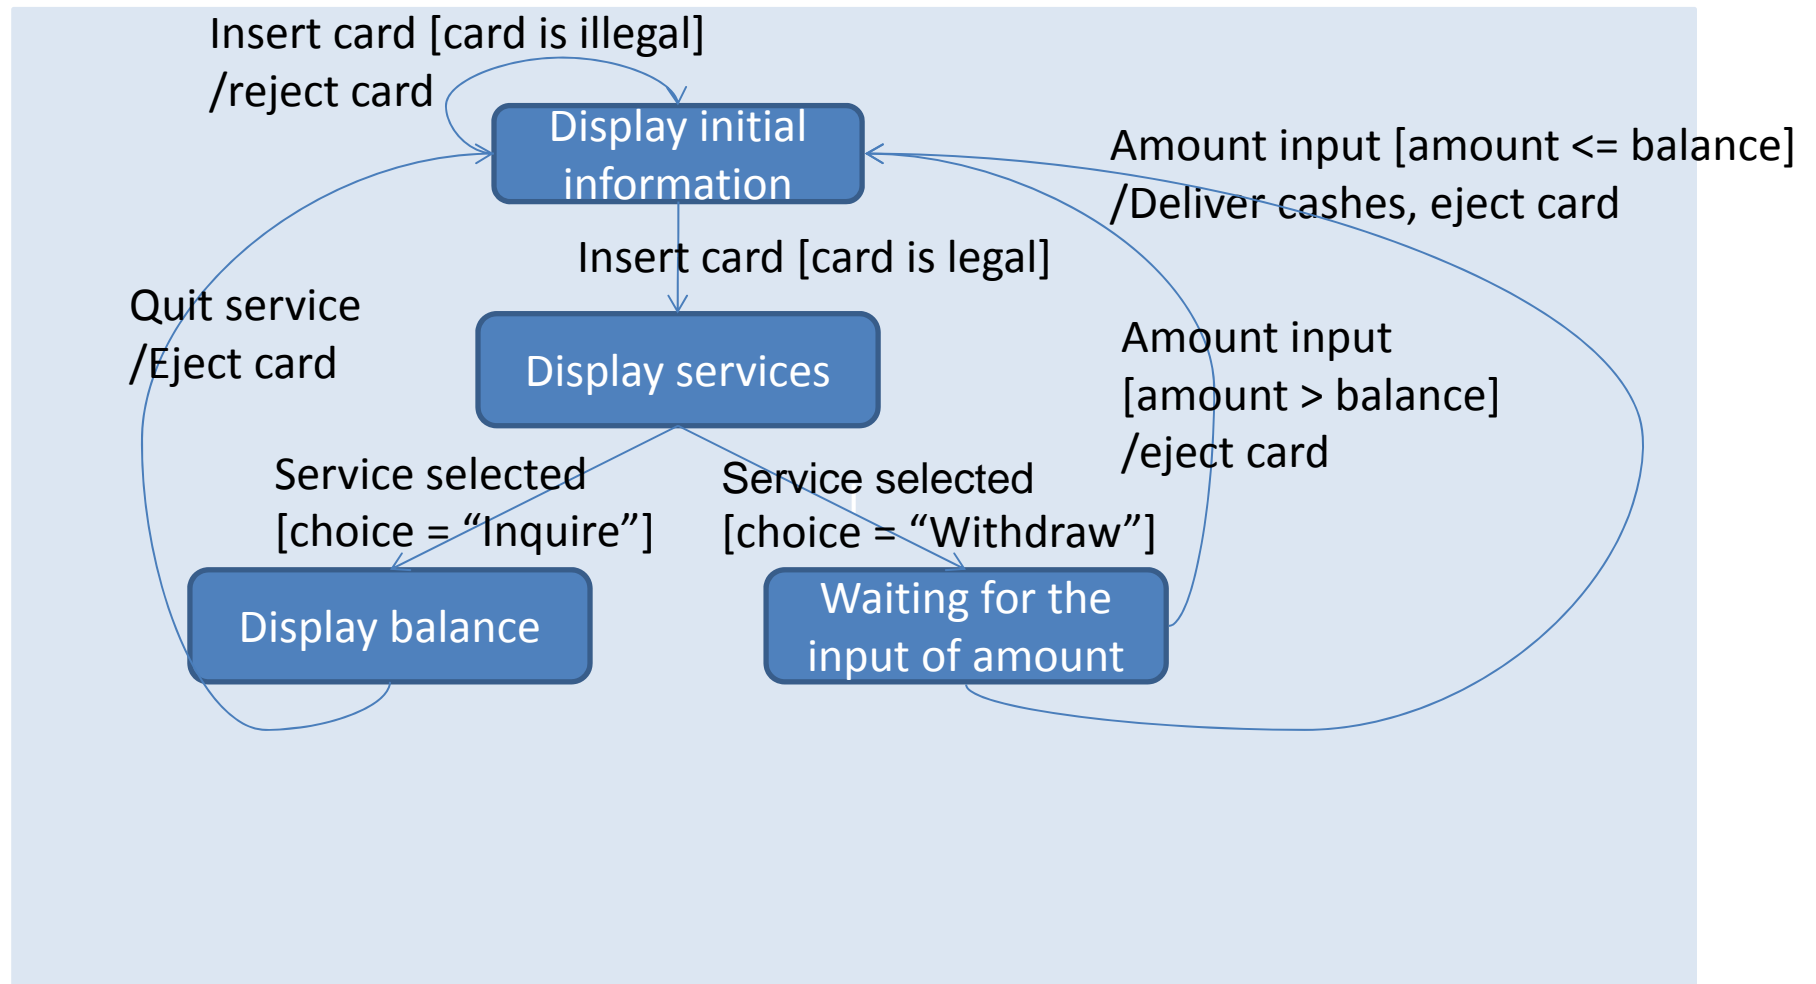 Insert card [card is illegal]
/reject card
Display initial
information
Amount input [amount <= balance]
/Deliver cashes, eject card
Insert card [card is legal]
Quit service
/Eject card
Display services
Amount input
[amount > balance]
/eject card
Service selected
[choice = “Inquire”]
Service selected
[choice = “Withdraw”]
Display balance
Waiting for the
input of amount